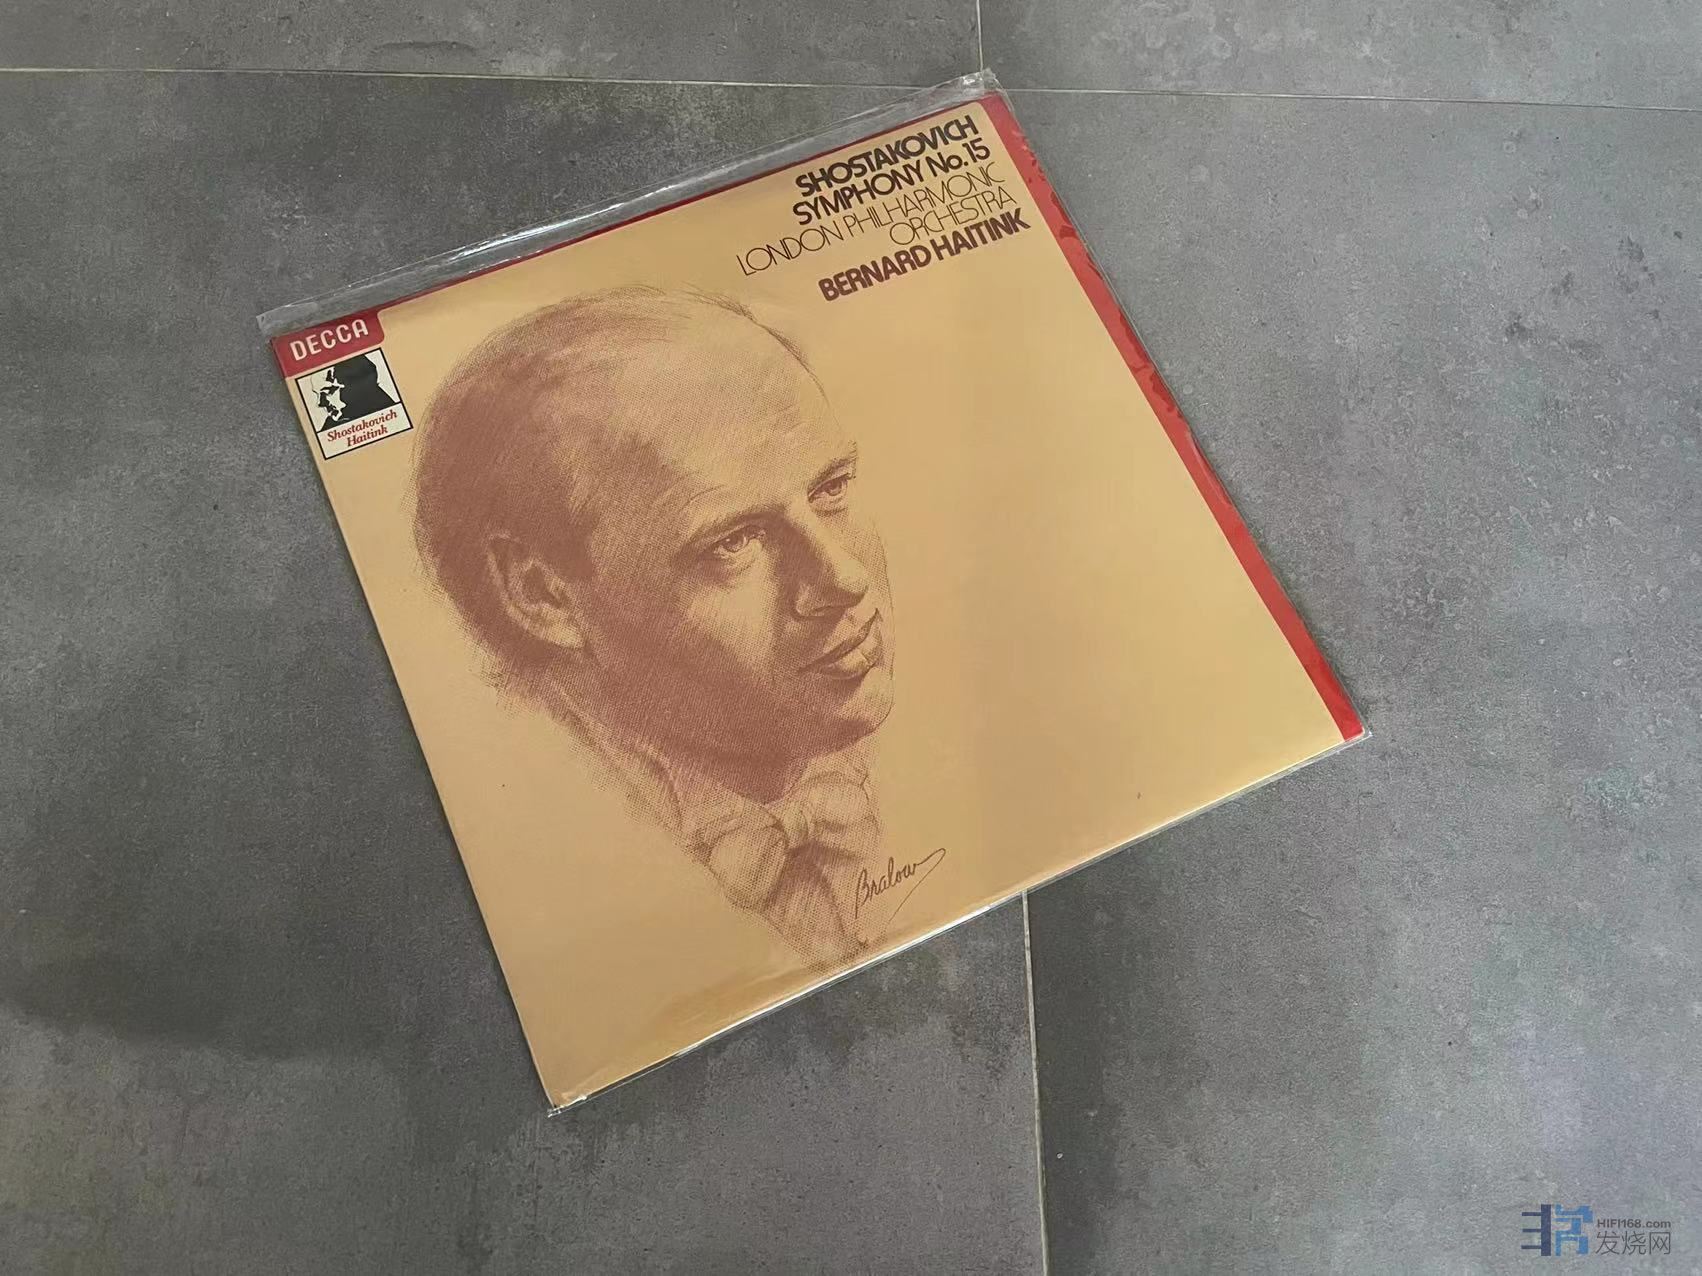 SHOSTAKOVICH
SYMPHONY No.15
LONDON PHILHARMONIC
ORCHESTRA
BERNARD HAITINK
DECCA
Shostakovich
Haitink
Bralow
HIFI168.com
发烧网